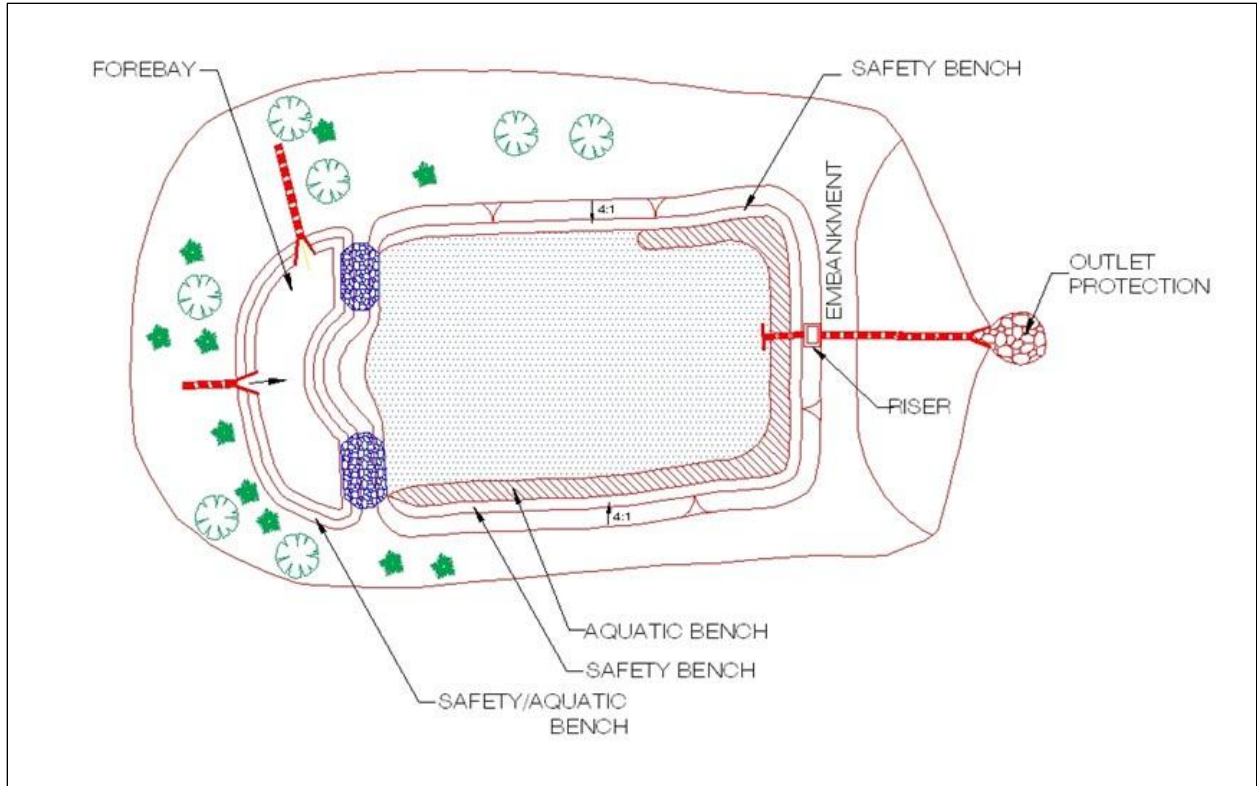 FOREBAY
SAFETY BENCH
4:1
EMBANKMENT
OUTLET
PROTECTION
RISER
4:1
AQUATIC BENCH
SAFETY BENCH
SAFETY/AQUATIC
BENCH